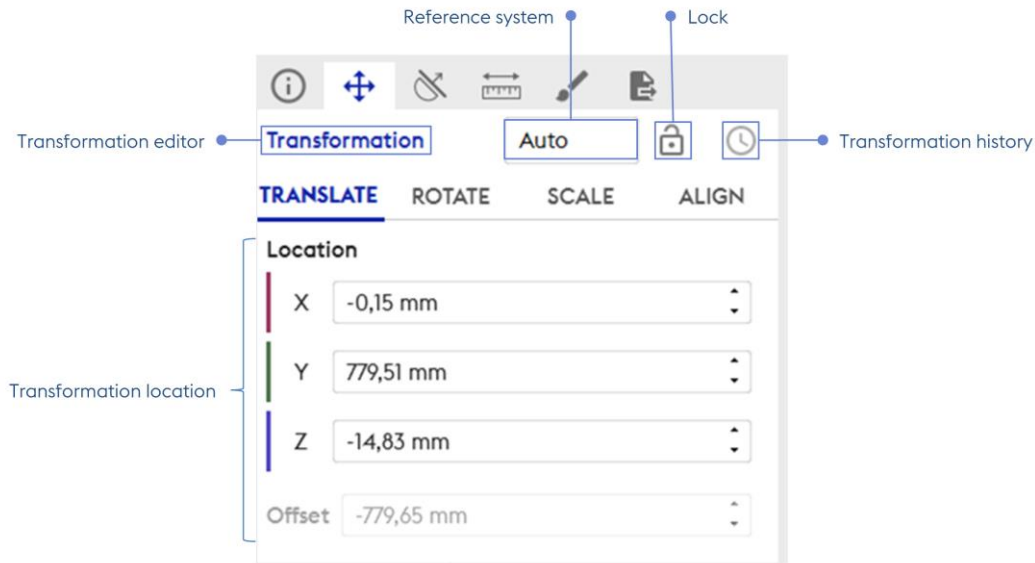 Reference system
Lock
Transformation editor
Transformation
Auto
Transformation history
TRANSLATE ROTATE SCALE ALIGN
Location
X -0,15 mm
Y 779,51 mm
Transformation location
Z -14,83 mm
Offset -779,65 mm